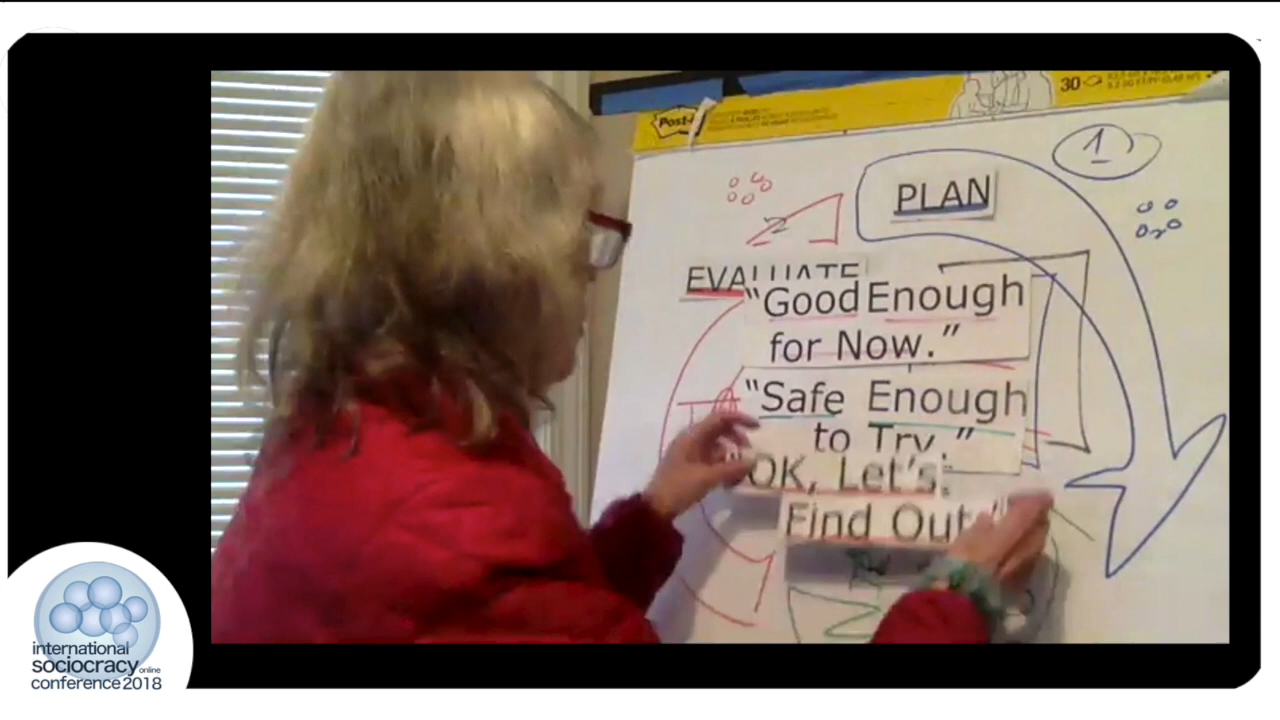 Post-it
30
1
PLAN
2
EVALUATE
"Good Enough
for Now."
"Safe Enough
to Try."
OK, Let's
Find Out
international
sociocracy online
conference 2018